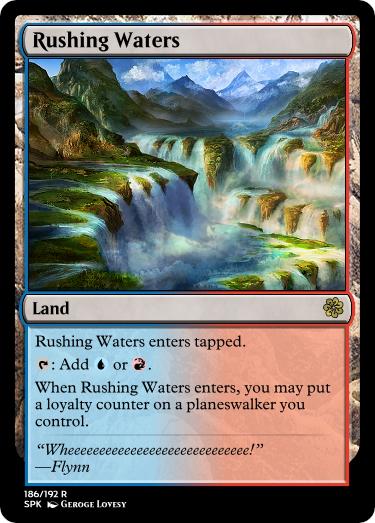 Rushing Waters
Land
Rushing Waters enters tapped.
: Add or .
When Rushing Waters enters, you may put
a loyalty counter on a planeswalker you
control.
“Wheeeeeeeeeeeeeeeeeeeeeeeeeeee!”
—Flynn
186/192 R
SPK GEROGE LOVESY